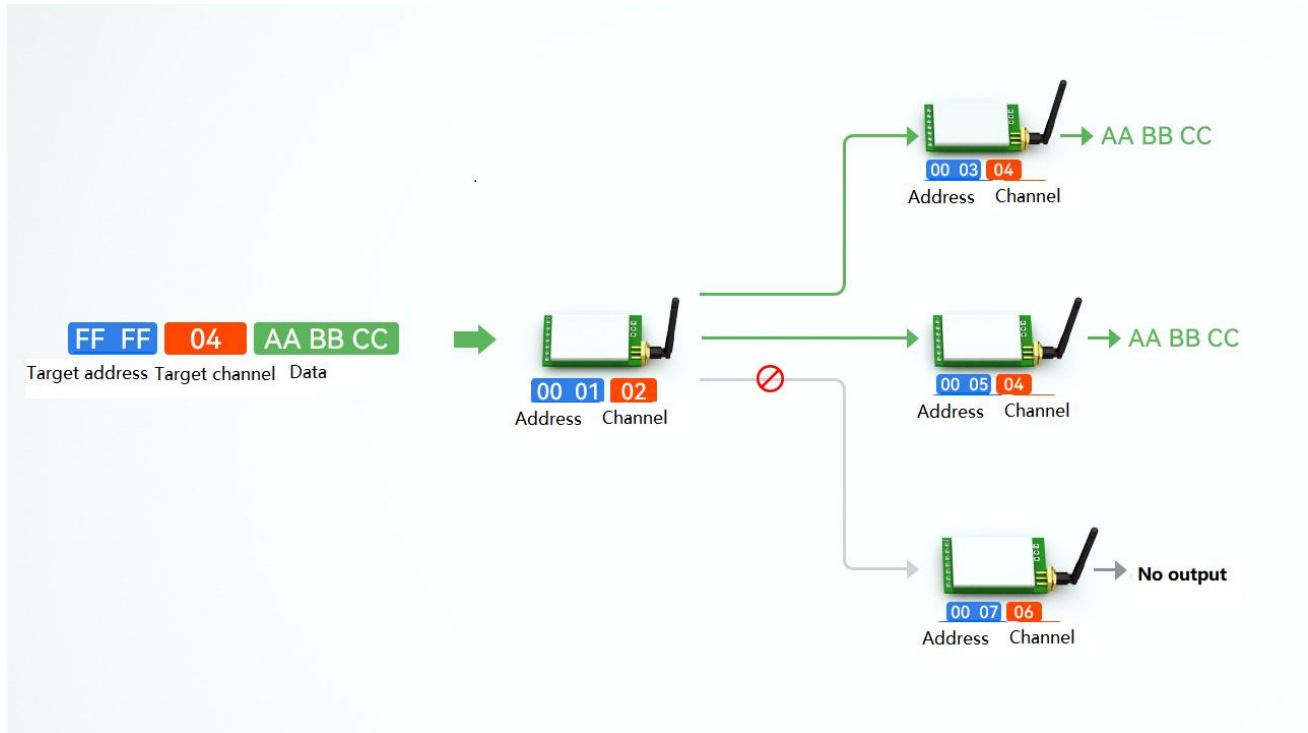 00 03 04
AA BB CC
Address Channel
FF FF 04 AA BB CC
Target address Target channel Data
00 01 02
Address Channel
AA BB CC
00 05 04
Address Channel
No output
00 07 06
Address Channel